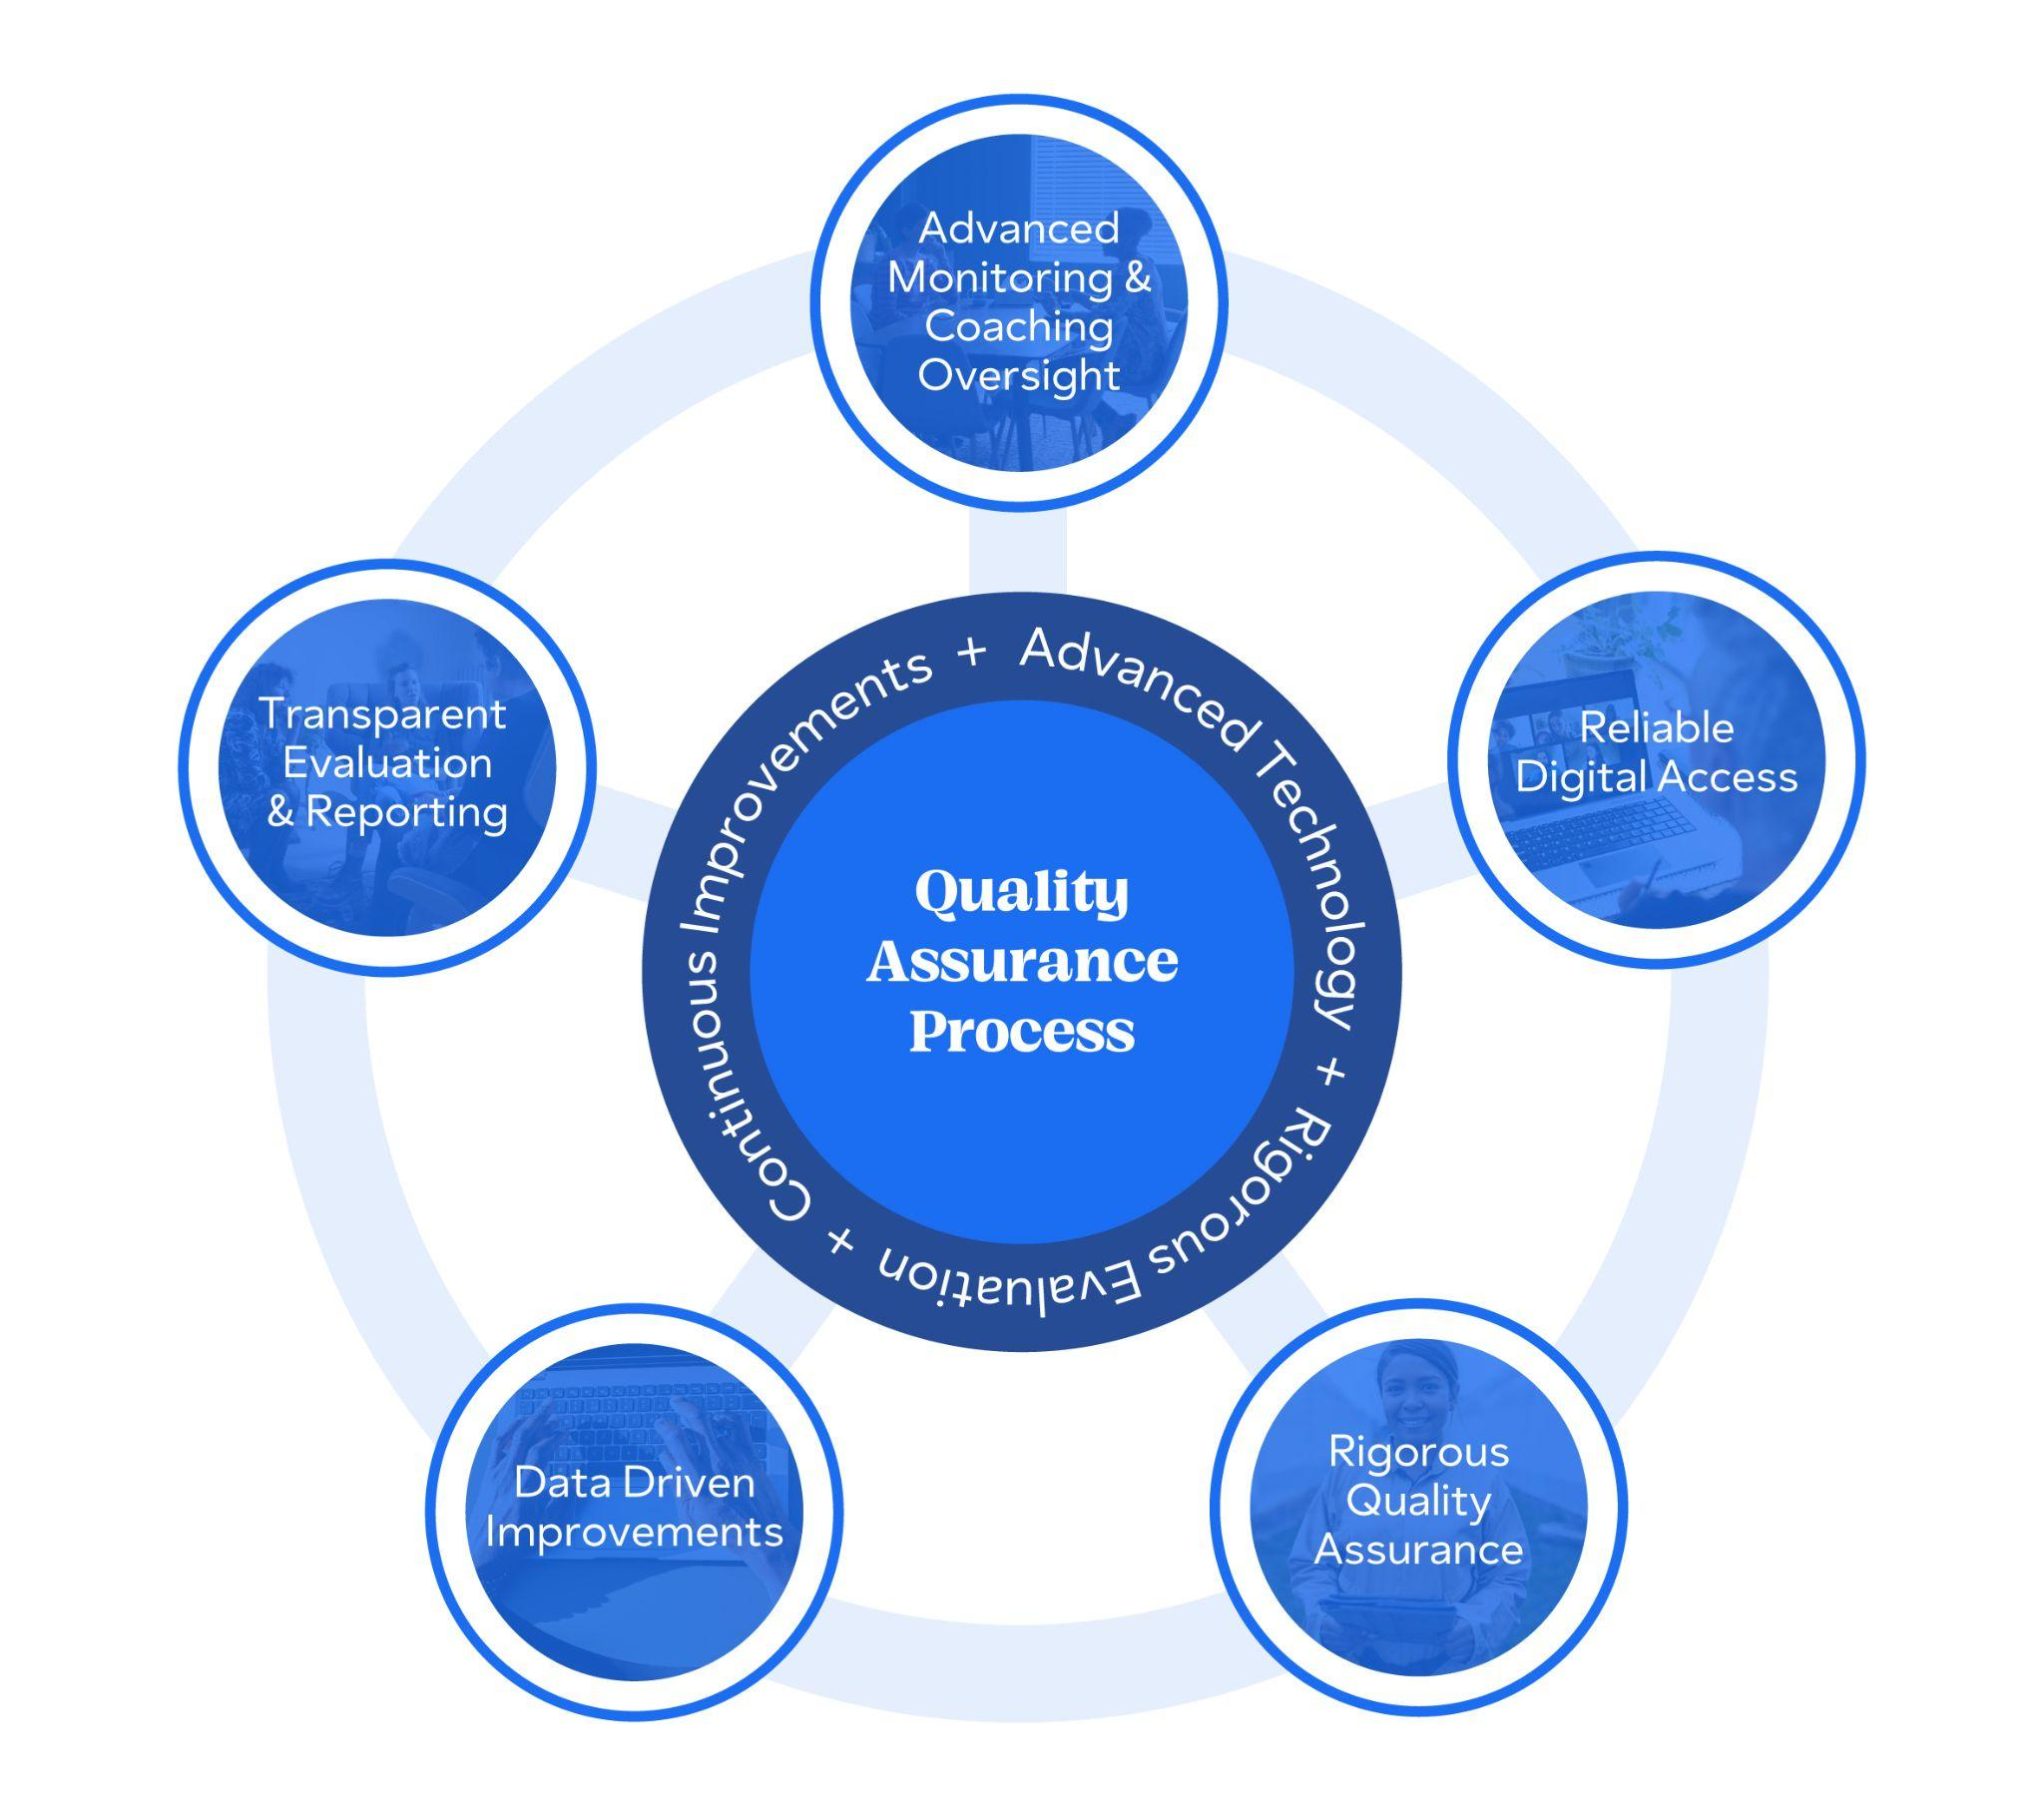 Advanced
Monitoring &
Coaching
Oversight
Transparent
Evaluation
& Reporting
Reliable
Digital Access
Advanced Technology + Rigorous Evaluation + Continuous Improvements +
Quality
Assurance
Process
Data Driven
Improvements
Rigorous
Quality
Assurance